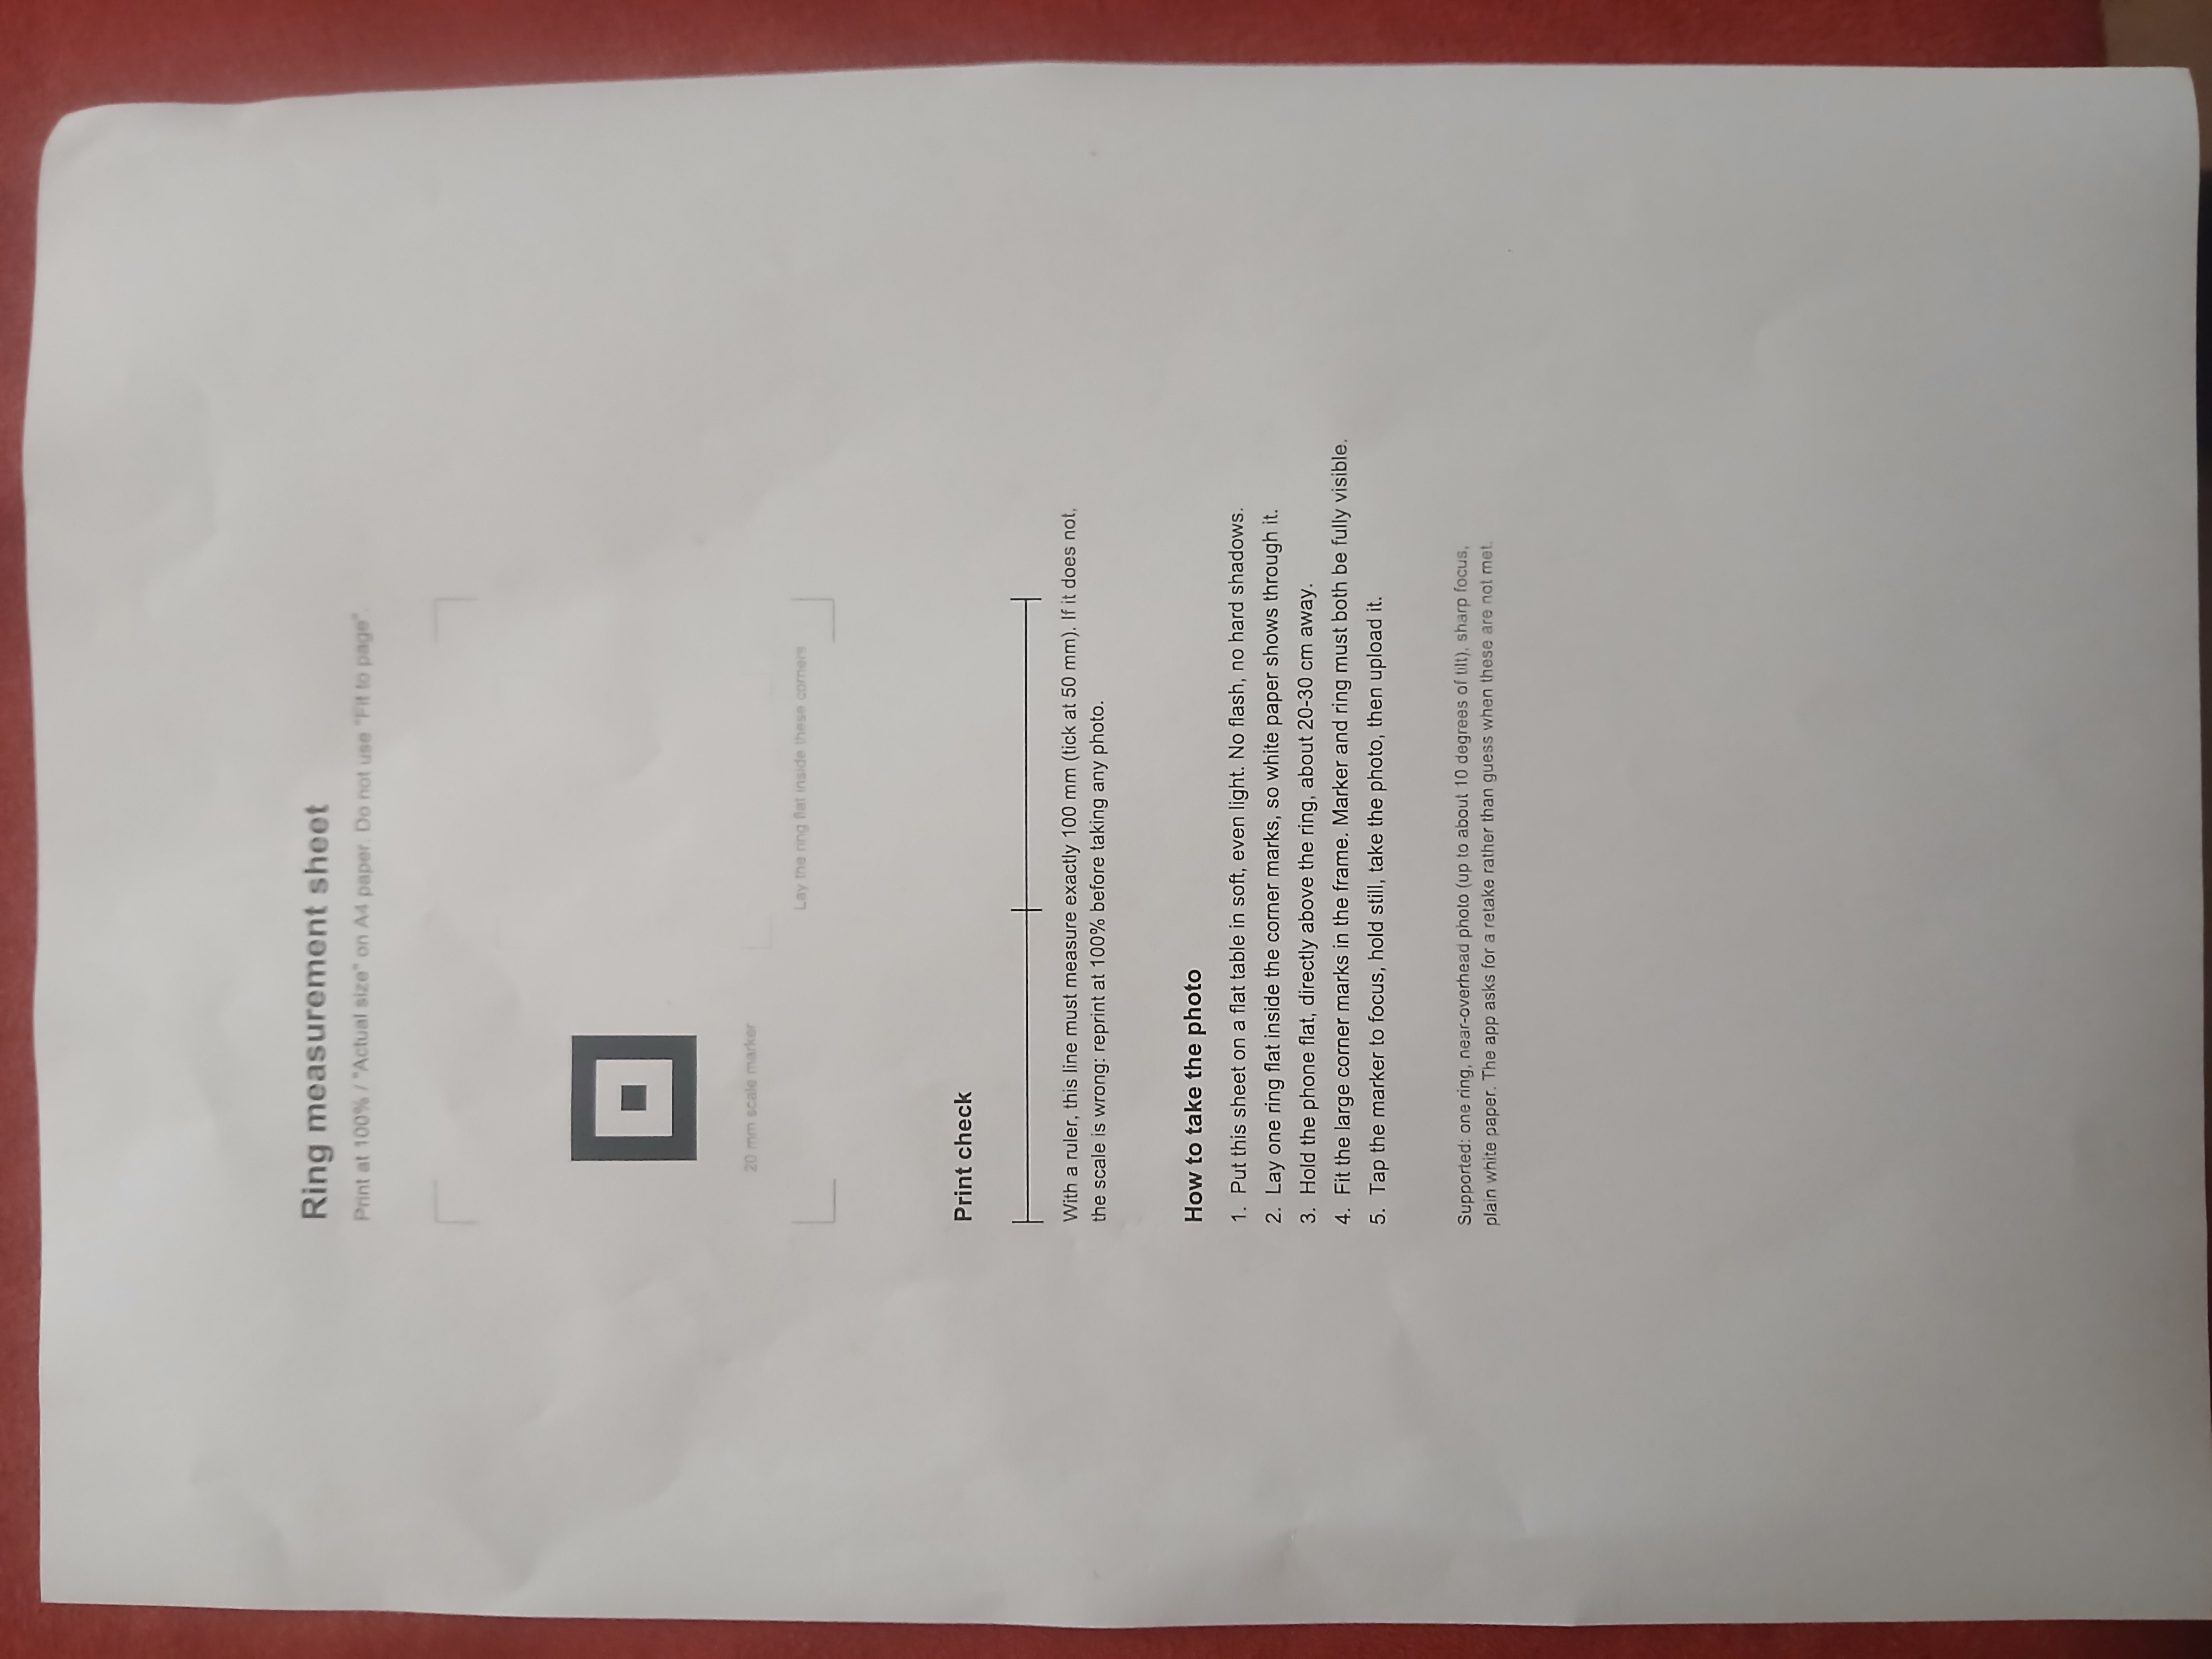 Ring measurement sheet
Print at 100% / "Actual size" on A4 paper. Do not use "Fit to page".
20 mm scale marker
Lay the ring flat inside these corners
Print check
With a ruler, this line must measure exactly 100 mm (tick at 50 mm). If it does not,
the scale is wrong: reprint at 100% before taking any photo.
How to take the photo
1. Put this sheet on a flat table in soft, even light. No flash, no hard shadows.
2. Lay one ring flat inside the corner marks, so white paper shows through it.
3. Hold the phone flat, directly above the ring, about 20-30 cm away.
4. Fit the large corner marks in the frame. Marker and ring must both be fully visible.
5. Tap the marker to focus, hold still, take the photo, then upload it.
Supported: one ring, near-overhead photo (up to about 10 degrees of tilt), sharp focus,
plain white paper. The app asks for a retake rather than guess when these are not met.